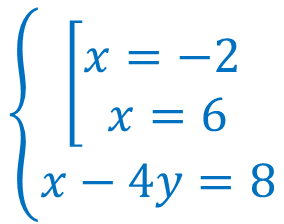 x = −2
x = 6
x − 4y = 8